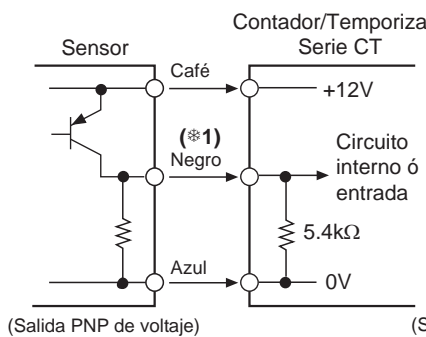 Contador/Temporiza
Serie CT
Sensor
Café
+12V
(※1)
Negro
Circuito
interno ó
entrada
5.4kΩ
Azul
0V
(Salida PNP de voltaje)
(S